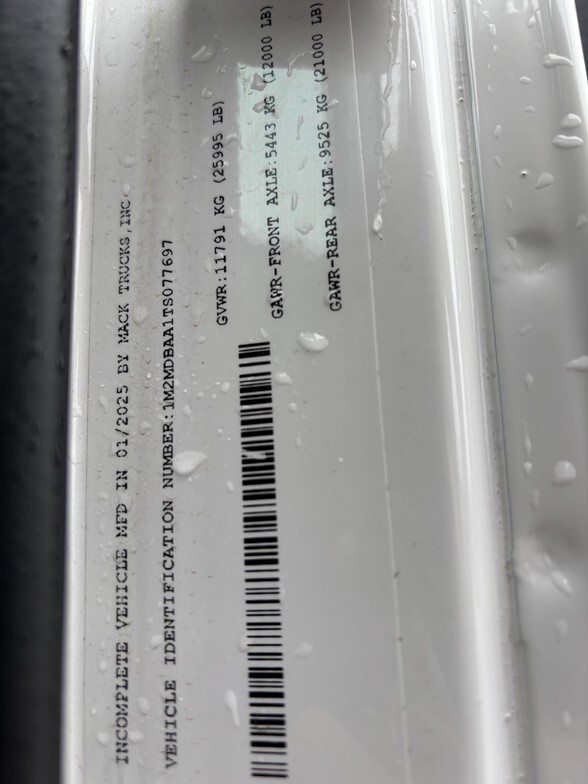 INCOMPLETE VEHICLE MFD IN 01/2025 BY MACK TRUCKS,INC.
VEHICLE IDENTIFICATION NUMBER:1M2MDBAA1TS077697
GVWR:11791 KG (25995 LB)
GAWR-FRONT AXLE:5443 KG (12000 LB)
GAWR-REAR AXLE:9525 KG (21000 LB)